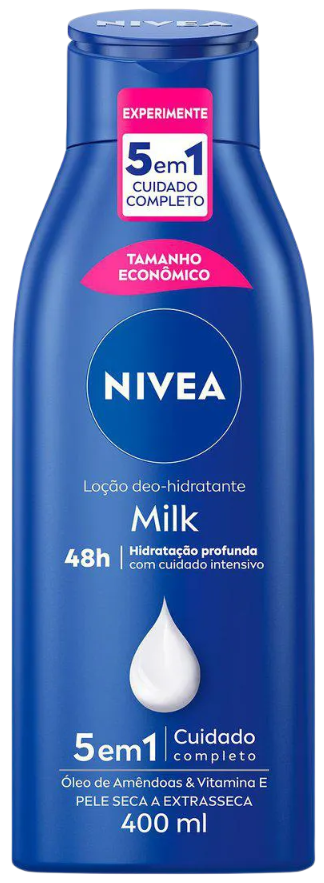 NIVEA
EXPERIMENTE
5em1
CUIDADO
COMPLETO
TAMANHO
ECONÔMICO
NIVEA
Loção deo-hidratante
Milk
48h | Hidratação profunda
com cuidado intensivo
5em1 | Cuidado
completo
Óleo de Amêndoas & Vitamina E
PELE SECA A EXTRASSECA
400 ml